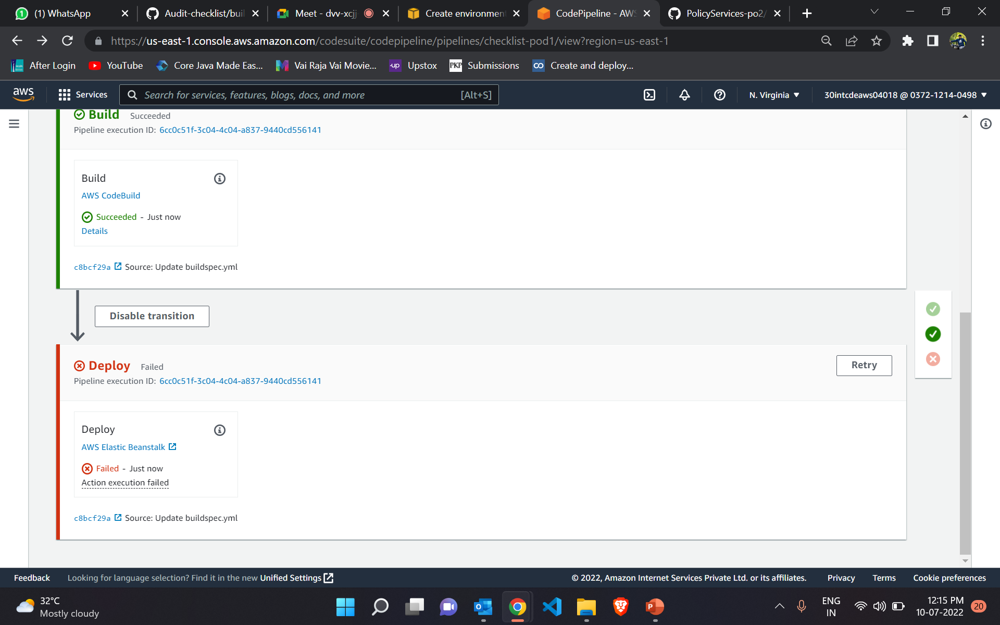 (1) WhatsApp
Audit-checklist/buil
Meet - dvv-xcjj
Create environmen
CodePipeline - AWS
PolicyServices-po2/
https://us-east-1.console.aws.amazon.com/codesuite/codepipeline/pipelines/checklist-pod1/view?region=us-east-1
After Login
YouTube
Core Java Made Eas...
Vai Raja Vai Movie...
up
Upstox
PKP
Submissions
Create and deploy...
aws
Services
Search for services, features, blogs, docs, and more
[Alt+S]
N. Virginia
30intcdeaws04018 @ 0372-1214-0498
Build Succeeded
Pipeline execution ID: 6cc0c51f-3c04-4c04-a837-9440cd556141
Build
AWS CodeBuild
Succeeded - Just now
Details
c8bcf29a Source: Update buildspec.yml
Disable transition
Deploy Failed
Retry
Pipeline execution ID: 6cc0c51f-3c04-4c04-a837-9440cd556141
Deploy
AWS Elastic Beanstalk
Failed - Just now
Action execution failed
c8bcf29a Source: Update buildspec.yml
Feedback
Looking for language selection? Find it in the new Unified Settings
© 2022, Amazon Internet Services Private Ltd. or its affiliates.
Privacy
Terms
Cookie preferences
32°C
Mostly cloudy
ENG
IN
12:15 PM
10-07-2022
20